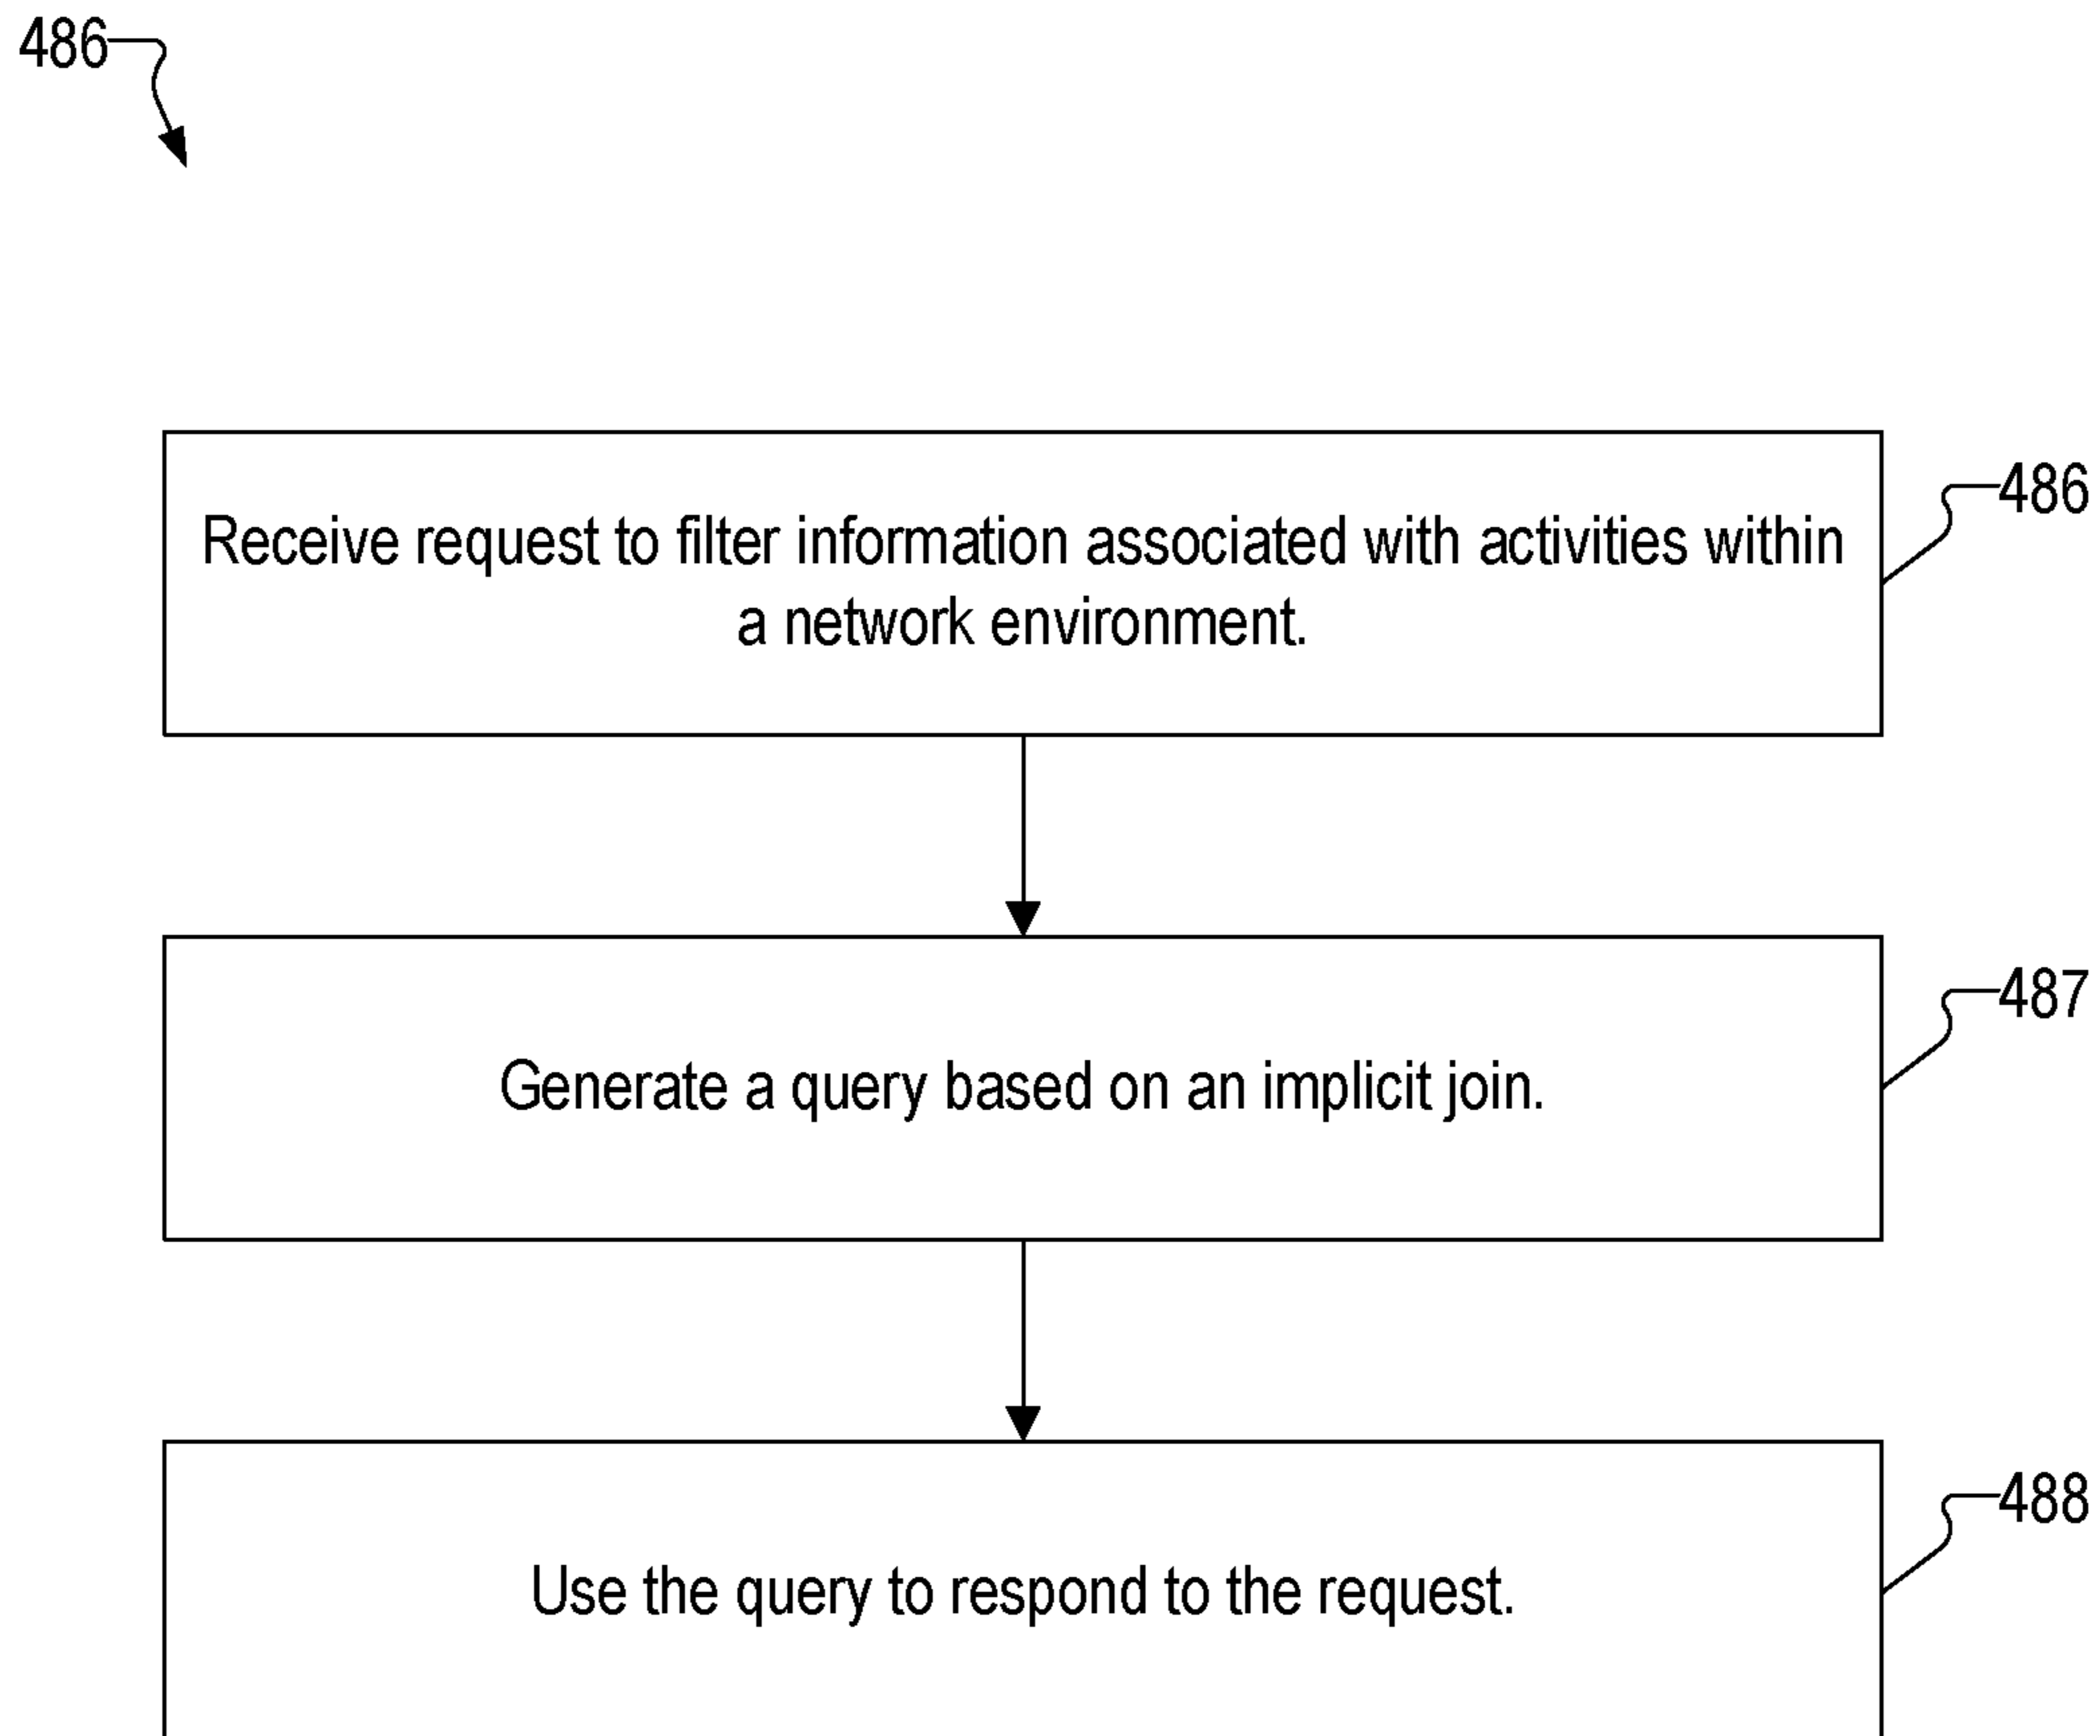 486
Receive request to filter information associated with activities within
a network environment.
486
Generate a query based on an implicit join.
487
Use the query to respond to the request.
488